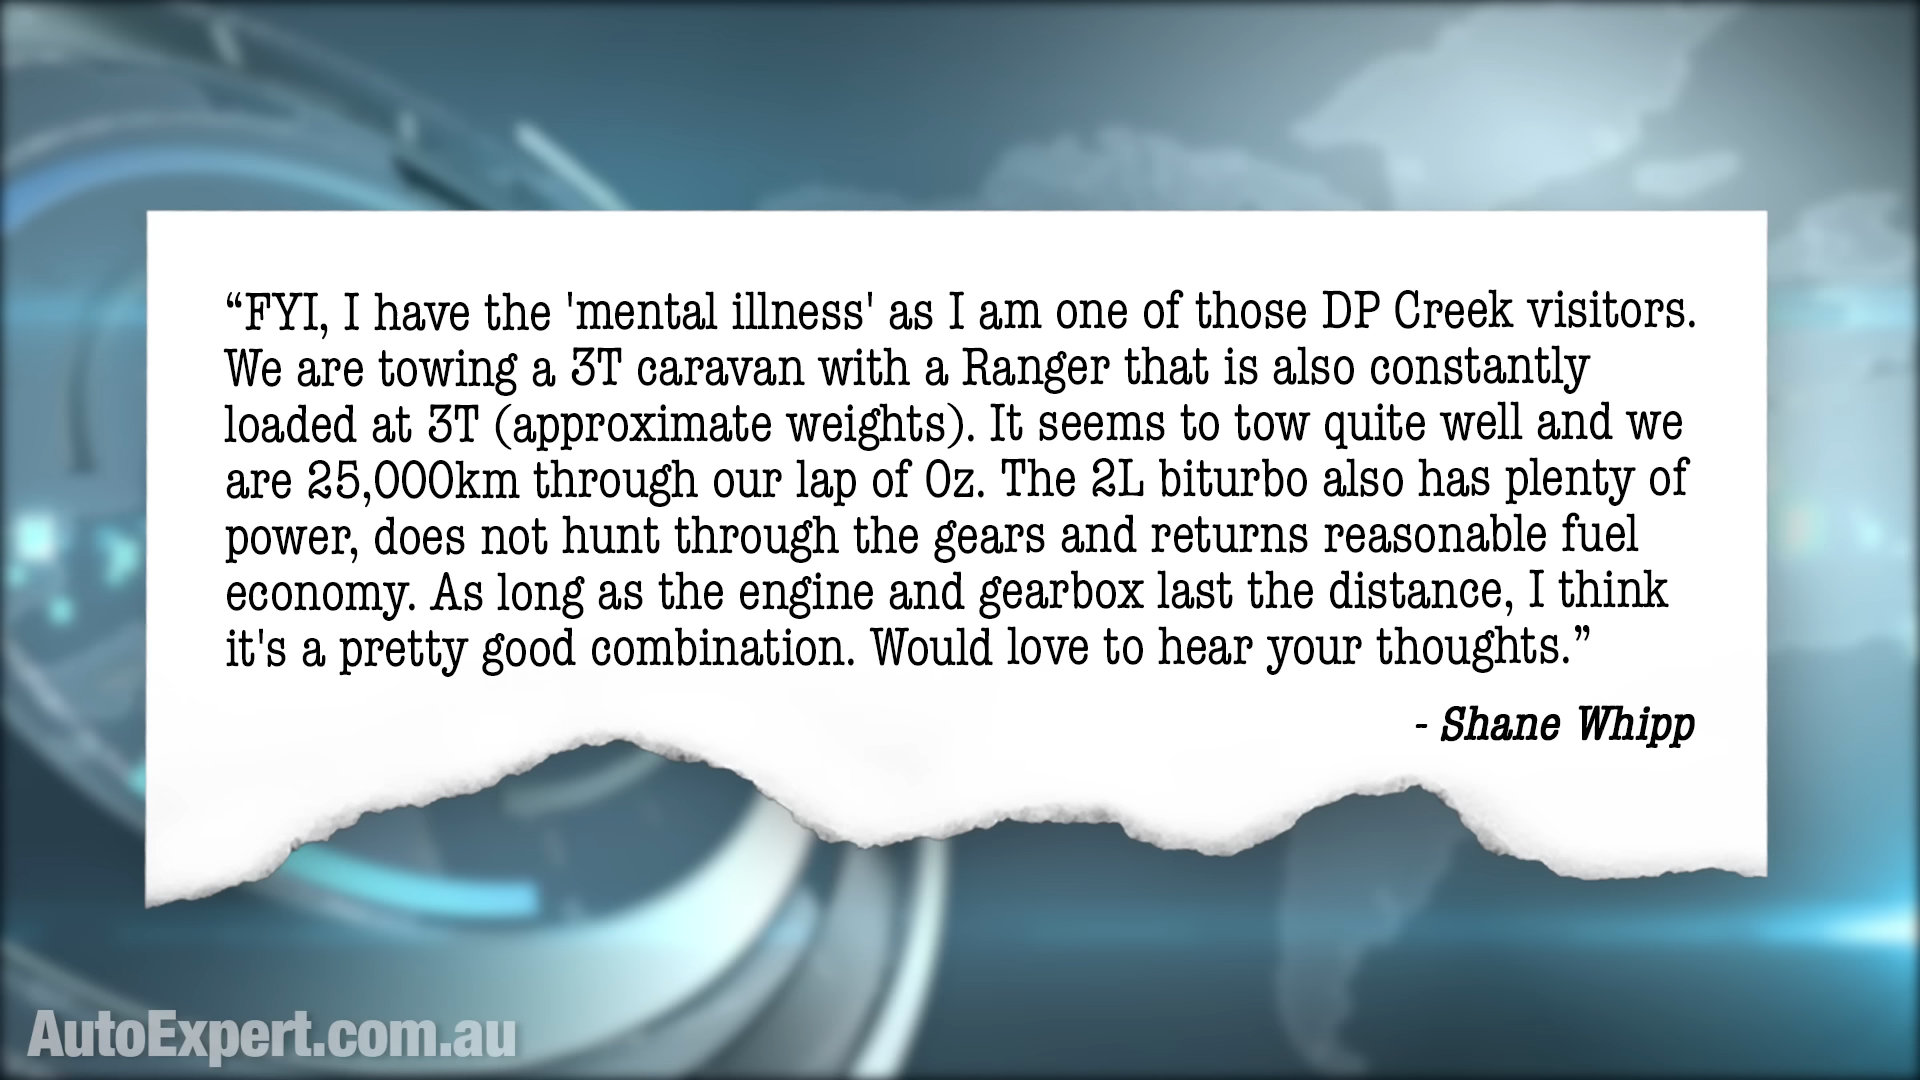 “FYI, I have the 'mental illness' as I am one of those DP Creek visitors.
We are towing a 3T caravan with a Ranger that is also constantly
loaded at 3T (approximate weights). It seems to tow quite well and we
are 25,000km through our lap of Oz. The 2L biturbo also has plenty of
power, does not hunt through the gears and returns reasonable fuel
economy. As long as the engine and gearbox last the distance, I think
it's a pretty good combination. Would love to hear your thoughts.”
- Shane Whipp
AutoExpert.com.au